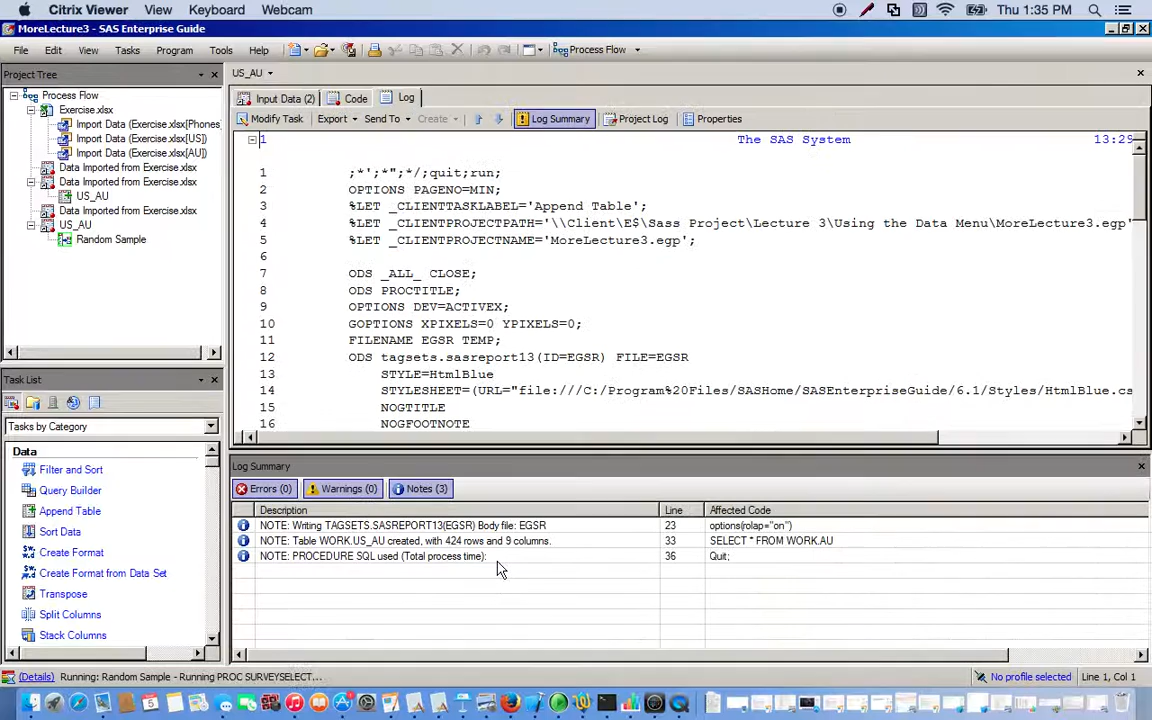 Citrix Viewer Window View Keyboard Webcam Thu 1:35 PM
MoreLecture3 - SAS Enterprise Guide
File Edit View Tasks Program Tools Help Process Flow
Project Tree
Process Flow
Exercise.xlsx
Import Data (Exercise.xlsx[Phones
Import Data (Exercise.xlsx[US])
Import Data (Exercise.xlsx[AU])
Data Imported from Exercise.xlsx
Data Imported from Exercise.xlsx
US_AU
Data Imported from Exercise.xlsx
US_AU
Random Sample
US_AU
Input Data (2) Code Log
Modify Task Export Send To Create Log Summary Project Log Properties
1 The SAS System 13:29
1 ;*';*";*/;quit;run;
2 OPTIONS PAGENO=MIN;
3 %LET _CLIENTTASKLABEL='Append Table';
4 %LET _CLIENTPROJECTPATH='\\Client\E$\Sass Project\Lecture 3\Using the Data Menu\MoreLecture3.egp'
5 %LET _CLIENTPROJECTNAME='MoreLecture3.egp';
6
7 ODS _ALL_ CLOSE;
8 ODS PROCTITLE;
9 OPTIONS DEV=ACTIVEX;
10 GOPTIONS XPIXELS=0 YPIXELS=0;
11 FILENAME EGSR TEMP;
12 ODS tagsets.sasreport13(ID=EGSR) FILE=EGSR
13 STYLE=HtmlBlue
14 STYLESHEET=(URL="file:///C:/Program%20Files/SASHome/SASEnterpriseGuide/6.1/Styles/HtmlBlue.cs
15 NOGTITLE
16 NOGFOOTNOTE
Task List
Tasks by Category
Data
Filter and Sort
Query Builder
Append Table
Sort Data
Create Format
Create Format from Data Set
Transpose
Split Columns
Stack Columns
Log Summary
Errors (0) Warnings (0) Notes (3)
Description Line Affected Code
NOTE: Writing TAGSETS.SASREPORT13(EGSR) Body file: EGSR 23 options(rolap="on")
NOTE: Table WORK.US_AU created, with 424 rows and 9 columns. 33 SELECT * FROM WORK.AU
NOTE: PROCEDURE SQL used (Total process time): 36 Quit;
(Details) Running: Random Sample - Running PROC SURVEYSELECT,... No profile selected Line 1, Col 1